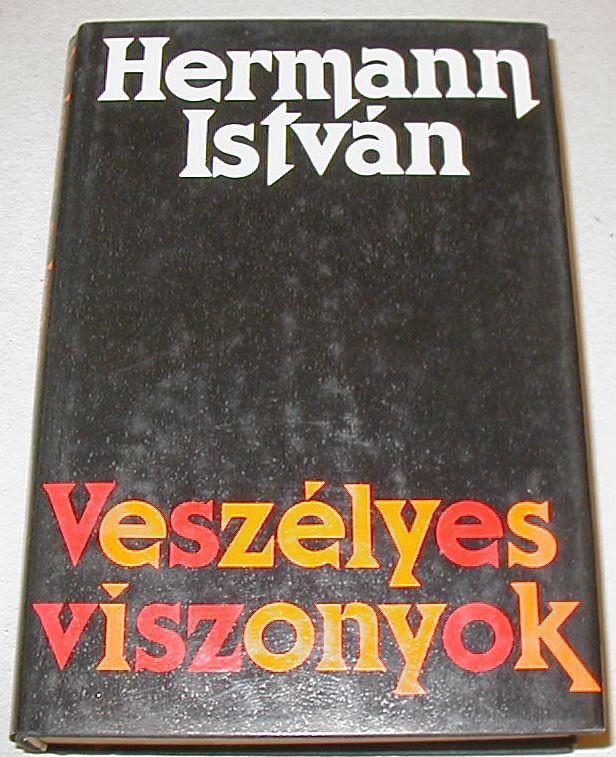 Hermann
István
Veszélyes
viszonyok